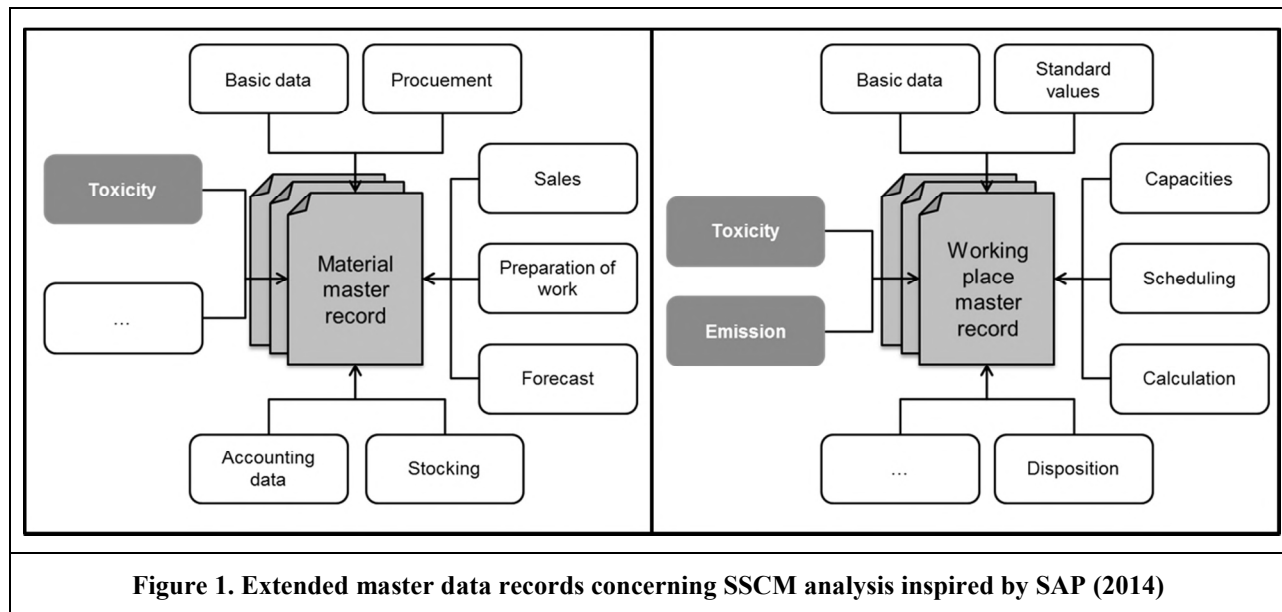 Basic data
Procuement
Toxicity
...
Material
master
record
Sales
Preparation of
work
Forecast
Accounting
data
Stocking
Basic data
Standard
values
Toxicity
Emission
Working
place
master
record
Capacities
Scheduling
Calculation
...
Disposition
Figure 1. Extended master data records concerning SSCM analysis inspired by SAP (2014)